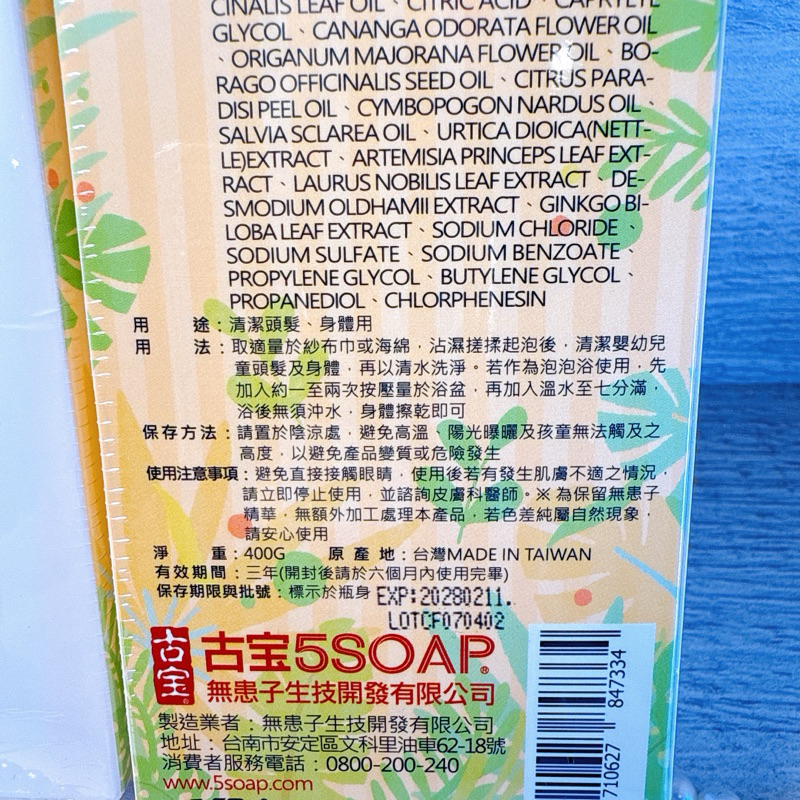 CINALIS LEAF OIL、CITRIC ACID、CAPRYLYL
GLYCOL、CANANGA ODORATA FLOWER OIL
、ORIGANUM MAJORANA FLOWER OIL、BO-
RAGO OFFICINALIS SEED OIL、CITRUS PARA-
DISI PEEL OIL、CYMBOPOGON NARDUS OIL、
SALVIA SCLAREA OIL、URTICA DIOICA(NETT-
LE)EXTRACT、ARTEMISIA PRINCEPS LEAF EXT-
RACT、LAURUS NOBILIS LEAF EXTRACT、DE-
SMODIUM OLDHAMII EXTRACT、GINKGO BI-
LOBA LEAF EXTRACT、SODIUM CHLORIDE、
SODIUM SULFATE、SODIUM BENZOATE、
PROPYLENE GLYCOL、BUTYLENE GLYCOL、
PROPANEDIOL、CHLORPHENESIN
用途：清潔頭髮、身體用
用法：取適量於紗布巾或海綿，沾濕搓揉起泡後，清潔嬰幼兒
童頭髮及身體，再以清水洗淨。若作為泡泡浴使用，先
加入約一至兩次按壓量於浴盆，再加入溫水至七分滿，
浴後無須沖水，身體擦乾即可
保存方法：請置於陰涼處，避免高溫、陽光曝曬及孩童無法觸及之
高度，以避免產品變質或危險發生
使用注意事項：避免直接接觸眼睛，使用後若有發生肌膚不適之情況，
請立即停止使用，並諮詢皮膚科醫師。※為保留無患子
精華，無額外加工處理本產品，若色差純屬自然現象，
請安心使用
淨重：400G 原產地：台灣MADE IN TAIWAN
有效期間：三年(開封後請於六個月內使用完畢)
保存期限與批號：標示於瓶身 EXP:20280211.
LOTCF070402
古宝 古宝5SOAP®
無患子生技開發有限公司
製造業者：無患子生技開發有限公司
地址：台南市安定區文科里油車62-18號
消費者服務電話：0800-200-240
www.5soap.com
710627 847334